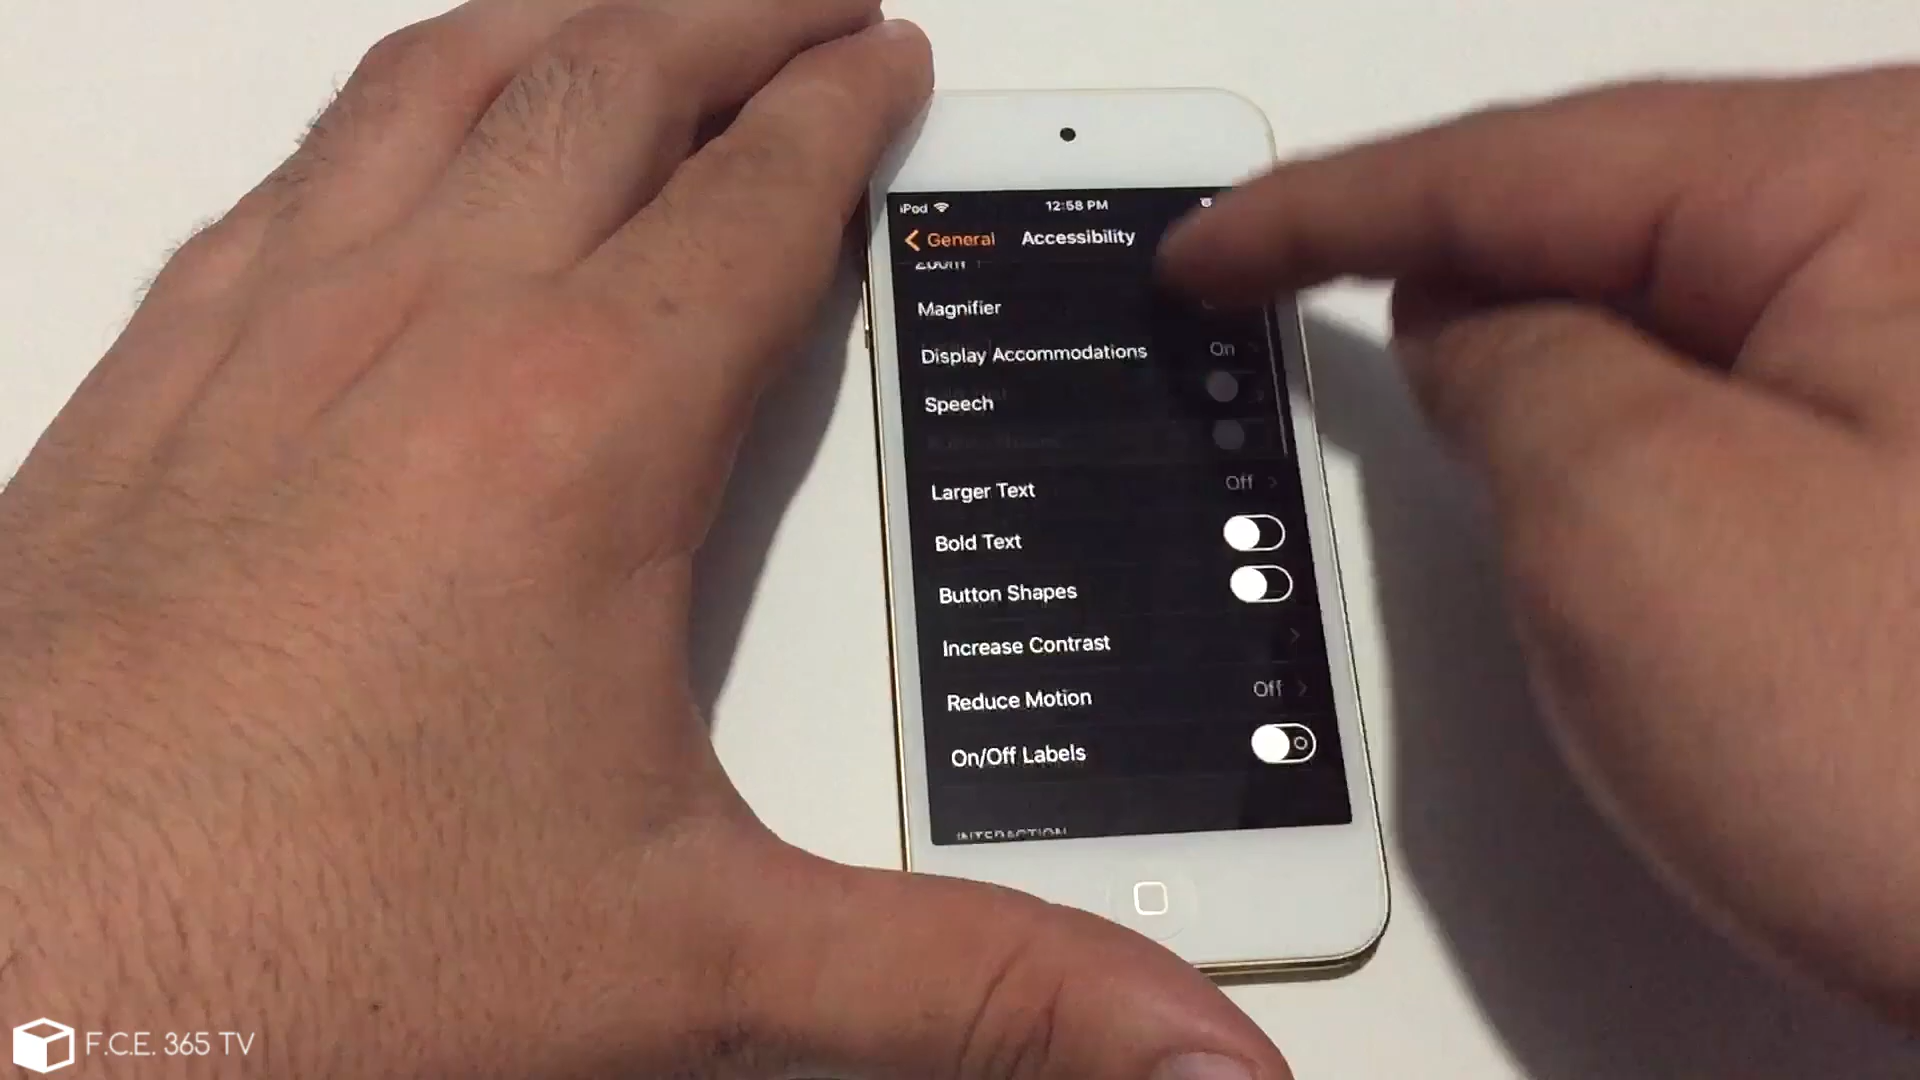 iPod 12:58 PM
General Accessibility
Zoom
Magnifier
Display Accommodations On
Speech
Larger Text Off
Bold Text
Button Shapes
Increase Contrast
Reduce Motion Off
On/Off Labels
INTERACTION
F.C.E. 365 TV